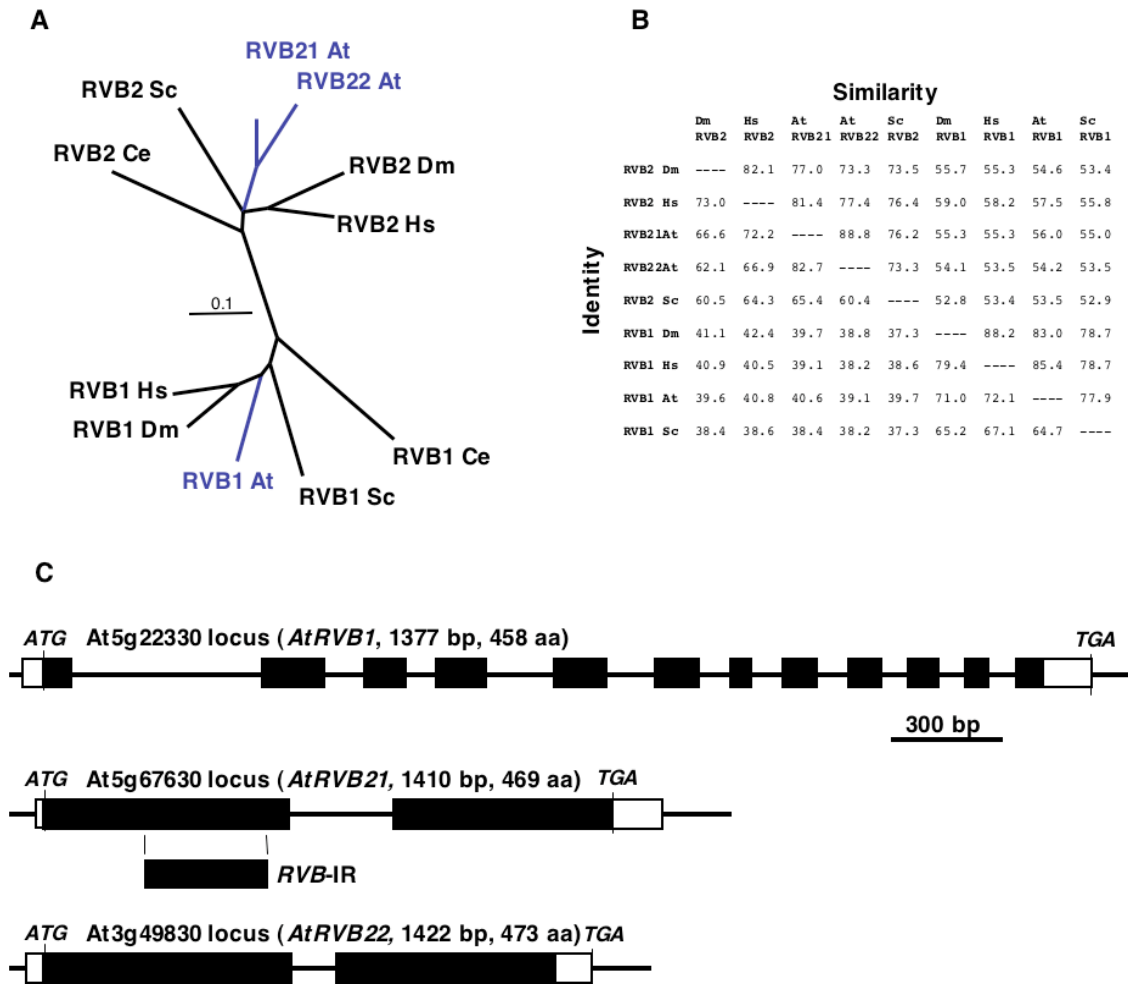 A
RVB21 At
RVB22 At
RVB2 Sc
RVB2 Ce
RVB2 Dm
RVB2 Hs
0.1
RVB1 Hs
RVB1 Dm
RVB1 At
RVB1 Sc
RVB1 Ce
B
Similarity
Dm Hs At At Sc Dm Hs At Sc
RVB2 RVB2 RVB21 RVB22 RVB2 RVB1 RVB1 RVB1 RVB1
RVB2 Dm ---- 82.1 77.0 73.3 73.5 55.7 55.3 54.6 53.4
RVB2 Hs 73.0 ---- 81.4 77.4 76.4 59.0 58.2 57.5 55.8
RVB21At 66.6 72.2 ---- 88.8 76.2 55.3 55.3 56.0 55.0
RVB22At 62.1 66.9 82.7 ---- 73.3 54.1 53.5 54.2 53.5
RVB2 Sc 60.5 64.3 65.4 60.4 ---- 52.8 53.4 53.5 52.9
RVB1 Dm 41.1 42.4 39.7 38.8 37.3 ---- 88.2 83.0 78.7
RVB1 Hs 40.9 40.5 39.1 38.2 38.6 79.4 ---- 85.4 78.7
RVB1 At 39.6 40.8 40.6 39.1 39.7 71.0 72.1 ---- 77.9
RVB1 Sc 38.4 38.6 38.4 38.2 37.3 65.2 67.1 64.7 ----
Identity
C
ATG At5g22330 locus (AtRVB1, 1377 bp, 458 aa) TGA
300 bp
ATG At5g67630 locus (AtRVB21, 1410 bp, 469 aa) TGA
RVB-IR
ATG At3g49830 locus (AtRVB22, 1422 bp, 473 aa) TGA